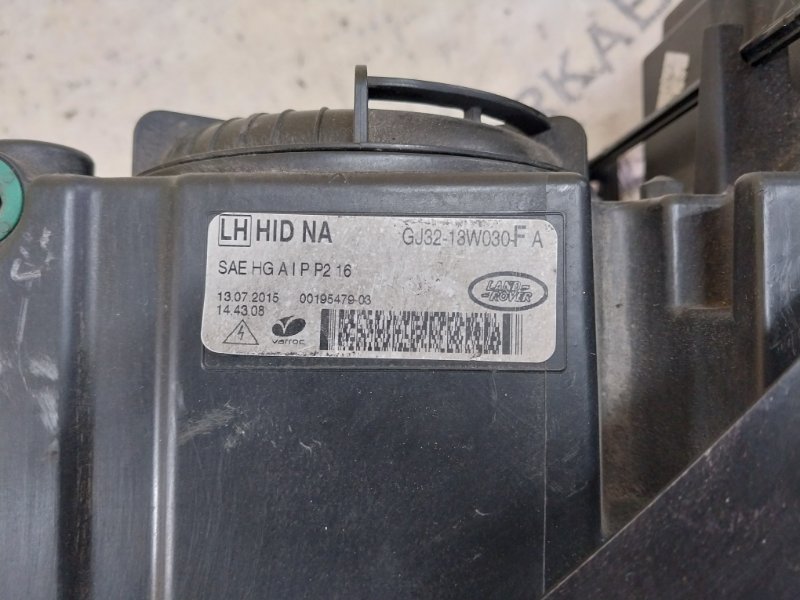 LH HID NA GJ32-13W030-F A
SAE HG A I P P2 16
13.07.2015 00195479-03
14 43 08
LAND-
-ROVER
varroc